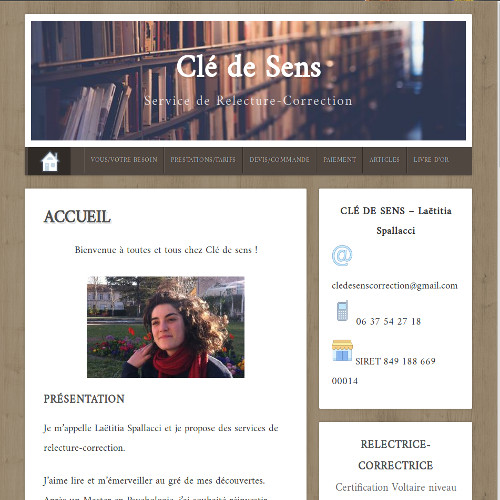 Clé de Sens
Service de Relecture-Correction
VOUS/VOTRE BESOIN PRESTATIONS/TARIFS DEVIS/COMMANDE PAIEMENT ARTICLES LIVRE D'OR
ACCUEIL
Bienvenue à toutes et tous chez Clé de sens !
PRÉSENTATION
Je m'appelle Laëtitia Spallacci et je propose des services de
relecture-correction.
J'aime lire et m'émerveiller au gré de mes découvertes.
Après un Master en Psychologie, j'ai souhaité réinvestir
CLÉ DE SENS – Laëtitia
Spallacci
cledesenscorrection@gmail.com
06 37 54 27 18
SIRET 849 188 669
00014
RELECTRICE-
CORRECTRICE
Certification Voltaire niveau